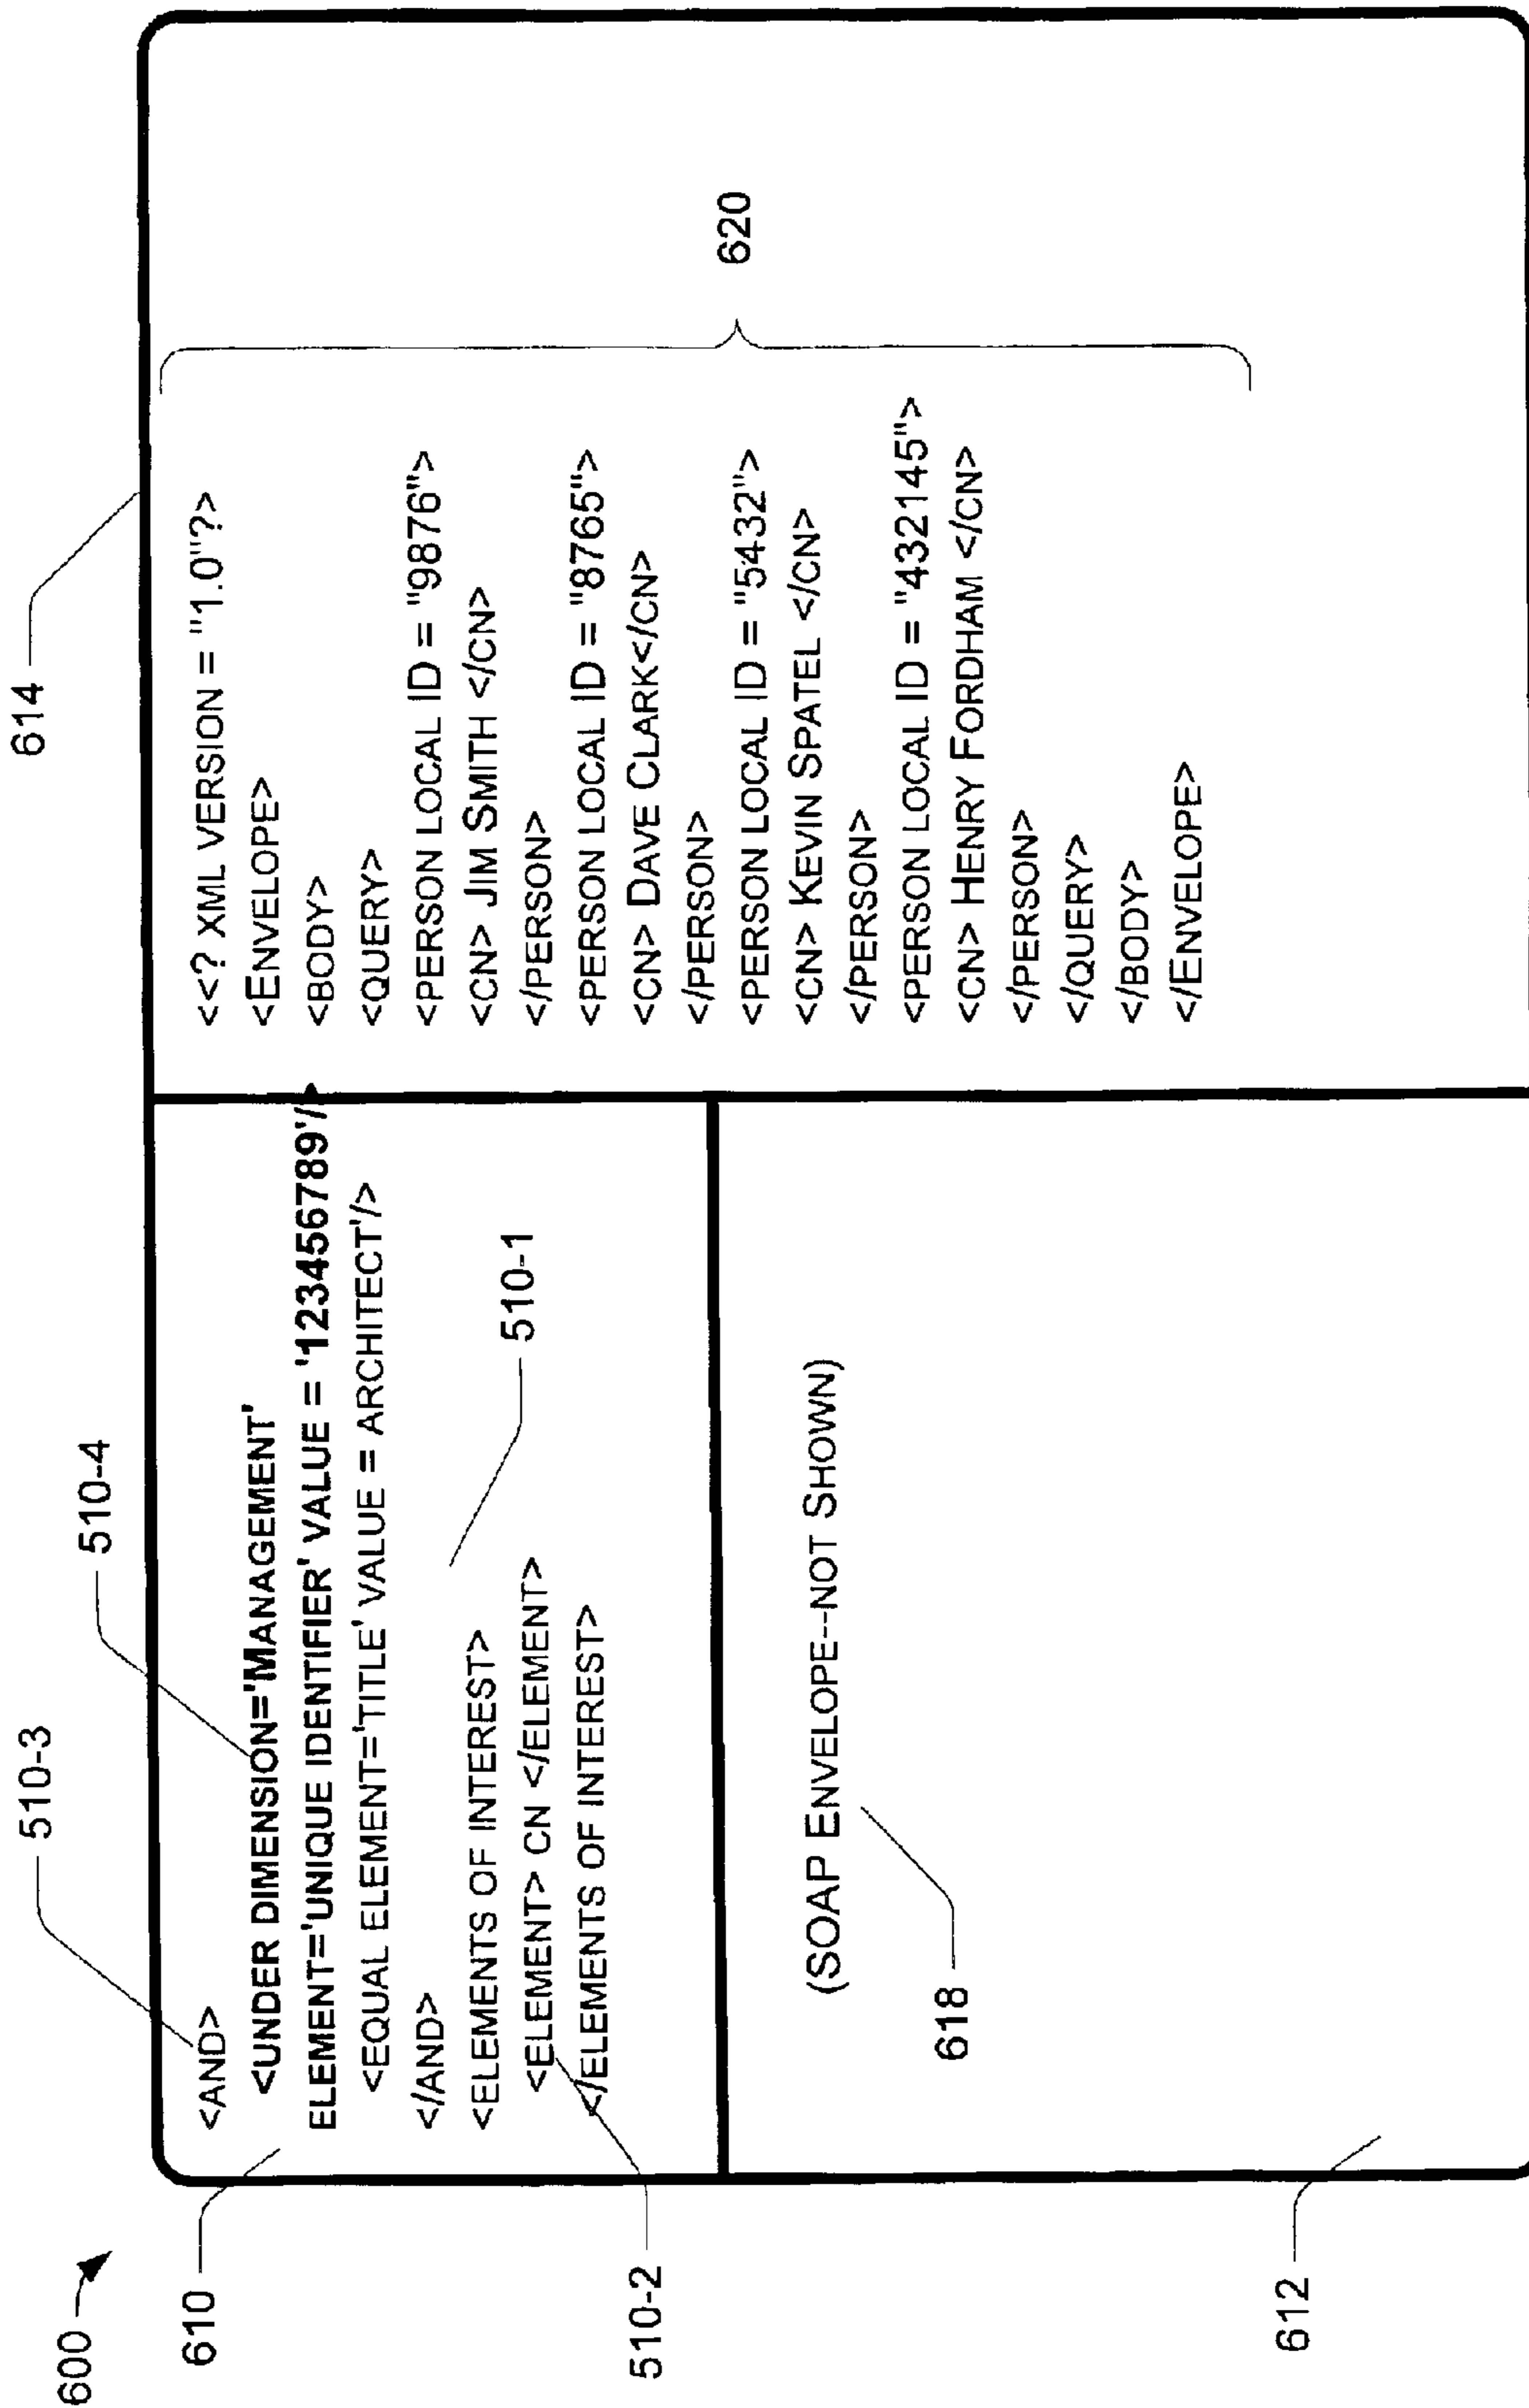 600
610
510-3
510-4
614
<AND>
<UNDER DIMENSION='MANAGEMENT'
ELEMENT='UNIQUE IDENTIFIER' VALUE = '123456789'/
<EQUAL ELEMENT='TITLE' VALUE = ARCHITECT'/>
</AND>
<ELEMENTS OF INTEREST>
<ELEMENT> CN </ELEMENT>
</ELEMENTS OF INTEREST>
510-1
510-2
(SOAP ENVELOPE--NOT SHOWN)
618
612
<<? XML VERSION = "1.0"?>
<ENVELOPE>
<BODY>
<QUERY>
<PERSON LOCAL ID = "9876">
<CN> JIM SMITH </CN>
</PERSON>
<PERSON LOCAL ID = "8765">
<CN> DAVE CLARK</CN>
</PERSON>
<PERSON LOCAL ID = "5432">
<CN> KEVIN SPATEL </CN>
</PERSON>
<PERSON LOCAL ID = "432145">
<CN> HENRY FORDHAM </CN>
</PERSON>
</QUERY>
</BODY>
</ENVELOPE>
620